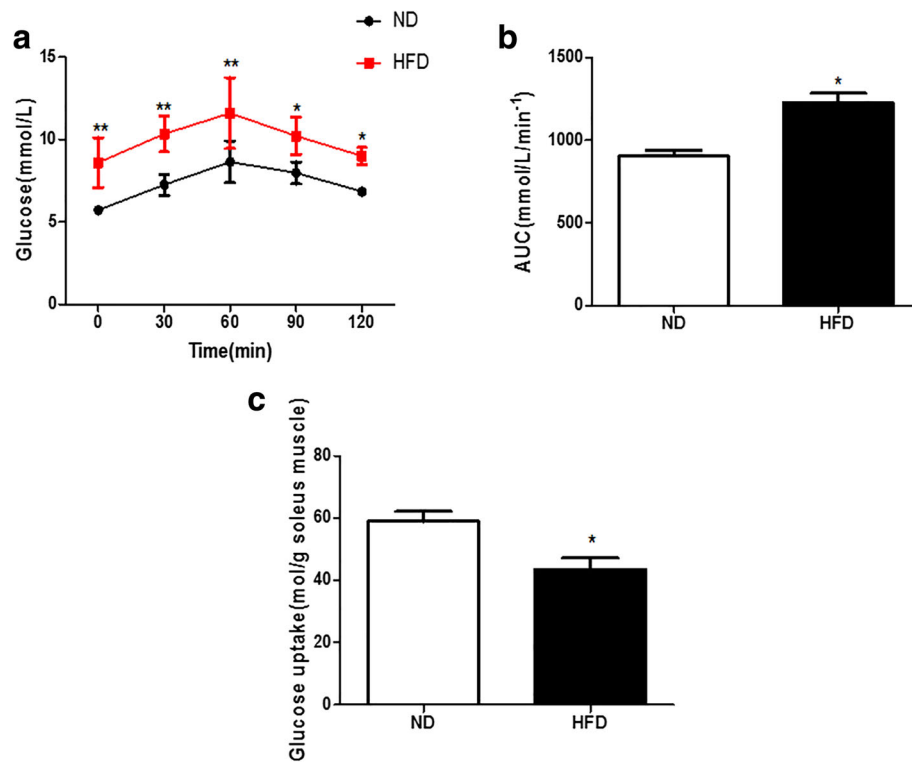 a
ND
HFD
Glucose(mmol/L)
15
10
5
0
** ** ** * *
0 30 60 90 120
Time(min)
b
AUC(mmol/L/min⁻¹)
1500
1000
500
0
*
ND HFD
c
Glucose uptake(mol/g soleus muscle)
80
60
40
20
0
*
ND HFD